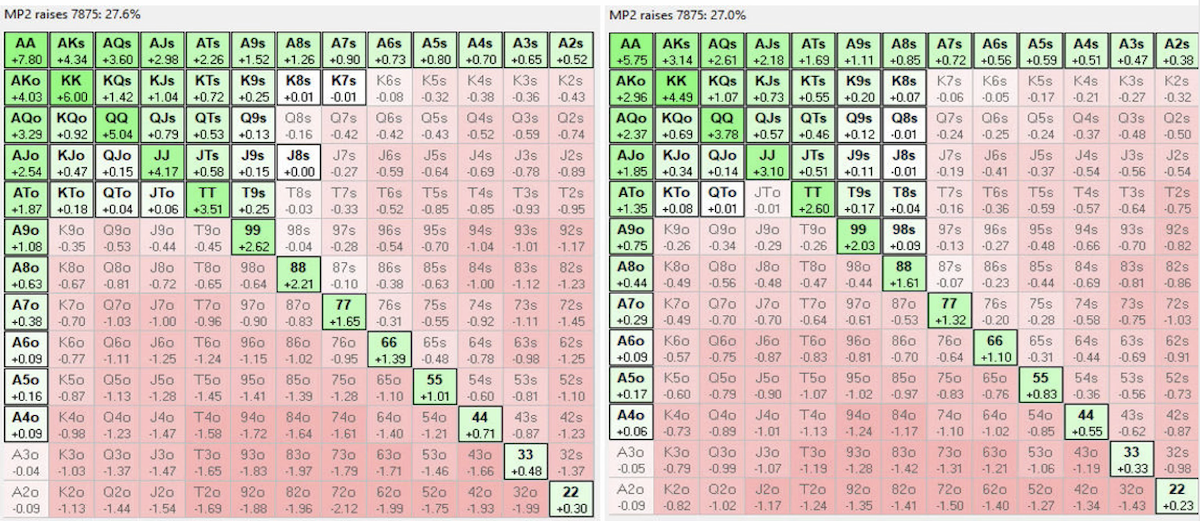 MP2 raises 7875: 27.6%
AA AKs AQs AJs ATs A9s A8s A7s A6s A5s A4s A3s A2s
+7.80 +4.34 +3.60 +2.98 +2.26 +1.52 +1.26 +0.90 +0.73 +0.80 +0.70 +0.65 +0.52
AKo KK KQs KJs KTs K9s K8s K7s K6s K5s K4s K3s K2s
+4.03 +6.00 +1.42 +1.04 +0.72 +0.25 +0.01 -0.01 -0.08 -0.32 -0.38 -0.36 -0.43
AQo KQo QQ QJs QTs Q9s Q8s Q7s Q6s Q5s Q4s Q3s Q2s
+3.29 +0.92 +5.04 +0.79 +0.53 +0.13 -0.16 -0.42 -0.42 -0.43 -0.52 -0.59 -0.74
AJo KJo QJo JJ JTs J9s J8s J7s J6s J5s J4s J3s J2s
+2.54 +0.47 +0.15 +4.17 +0.58 +0.15 +0.00 -0.27 -0.59 -0.64 -0.69 -0.78 -0.89
ATo KTo QTo JTo TT T9s T8s T7s T6s T5s T4s T3s T2s
+1.87 +0.18 +0.04 +0.06 +3.51 +0.25 -0.03 -0.33 -0.52 -0.85 -0.85 -0.93 -0.95
A9o K9o Q9o J9o T9o 99 98s 97s 96s 95s 94s 93s 92s
+1.08 -0.35 -0.53 -0.44 -0.45 +2.62 -0.04 -0.28 -0.54 -0.70 -1.04 -1.01 -1.17
A8o K8o Q8o J8o T8o 98o 88 87s 86s 85s 84s 83s 82s
+0.63 -0.67 -0.81 -0.72 -0.65 -0.64 +2.21 -0.10 -0.38 -0.63 -1.00 -1.12 -1.23
A7o K7o Q7o J7o T7o 97o 87o 77 76s 75s 74s 73s 72s
+0.38 -0.70 -1.03 -1.00 -0.96 -0.90 -0.83 +1.65 -0.31 -0.55 -0.92 -1.11 -1.45
A6o K6o Q6o J6o T6o 96o 86o 76o 66 65s 64s 63s 62s
+0.09 -0.77 -1.11 -1.25 -1.24 -1.15 -1.02 -0.95 +1.39 -0.48 -0.78 -0.98 -1.25
A5o K5o Q5o J5o T5o 95o 85o 75o 65o 55 54s 53s 52s
+0.16 -0.87 -1.13 -1.28 -1.45 -1.41 -1.39 -1.28 -1.10 +1.01 -0.60 -0.81 -1.10
A4o K4o Q4o J4o T4o 94o 84o 74o 64o 54o 44 43s 42s
+0.09 -0.98 -1.23 -1.47 -1.58 -1.72 -1.64 -1.61 -1.40 -1.21 +0.71 -0.87 -1.23
A3o K3o Q3o J3o T3o 93o 83o 73o 63o 53o 43o 33 32s
-0.04 -1.03 -1.37 -1.47 -1.65 -1.83 -1.97 -1.79 -1.71 -1.46 -1.66 +0.48 -1.37
A2o K2o Q2o J2o T2o 92o 82o 72o 62o 52o 42o 32o 22
-0.09 -1.13 -1.44 -1.54 -1.69 -1.88 -1.96 -2.12 -1.99 -1.75 -1.93 -1.99 +0.30
MP2 raises 7875: 27.0%
AA AKs AQs AJs ATs A9s A8s A7s A6s A5s A4s A3s A2s
+5.75 +3.14 +2.61 +2.18 +1.69 +1.11 +0.85 +0.72 +0.56 +0.59 +0.51 +0.47 +0.38
AKo KK KQs KJs KTs K9s K8s K7s K6s K5s K4s K3s K2s
+2.96 +4.49 +1.07 +0.73 +0.55 +0.20 +0.07 -0.06 -0.05 -0.17 -0.21 -0.27 -0.32
AQo KQo QQ QJs QTs Q9s Q8s Q7s Q6s Q5s Q4s Q3s Q2s
+2.37 +0.69 +3.78 +0.57 +0.46 +0.12 -0.01 -0.24 -0.25 -0.24 -0.37 -0.48 -0.50
AJo KJo QJo JJ JTs J9s J8s J7s J6s J5s J4s J3s J2s
+1.85 +0.34 +0.14 +3.10 +0.51 +0.11 -0.01 -0.19 -0.41 -0.37 -0.54 -0.56 -0.54
ATo KTo QTo JTo TT T9s T8s T7s T6s T5s T4s T3s T2s
+1.35 +0.08 +0.01 -0.01 +2.60 +0.17 +0.04 -0.16 -0.36 -0.59 -0.57 -0.64 -0.75
A9o K9o Q9o J9o T9o 99 98s 97s 96s 95s 94s 93s 92s
+0.75 -0.26 -0.34 -0.29 -0.26 +2.03 +0.09 -0.13 -0.27 -0.48 -0.66 -0.70 -0.82
A8o K8o Q8o J8o T8o 98o 88 87s 86s 85s 84s 83s 82s
+0.44 -0.49 -0.56 -0.48 -0.47 -0.44 +1.61 -0.07 -0.23 -0.44 -0.69 -0.81 -0.86
A7o K7o Q7o J7o T7o 97o 87o 77 76s 75s 74s 73s 72s
+0.29 -0.49 -0.70 -0.70 -0.64 -0.61 -0.53 +1.32 -0.20 -0.28 -0.58 -0.75 -1.03
A6o K6o Q6o J6o T6o 96o 86o 76o 66 65s 64s 63s 62s
+0.09 -0.57 -0.75 -0.87 -0.83 -0.81 -0.70 -0.64 +1.10 -0.31 -0.44 -0.69 -0.91
A5o K5o Q5o J5o T5o 95o 85o 75o 65o 55 54s 53s 52s
+0.17 -0.60 -0.79 -0.90 -1.07 -1.02 -0.97 -0.83 -0.76 +0.83 -0.36 -0.56 -0.73
A4o K4o Q4o J4o T4o 94o 84o 74o 64o 54o 44 43s 42s
+0.06 -0.73 -0.89 -1.01 -1.13 -1.24 -1.17 -1.10 -1.02 -0.85 +0.55 -0.62 -0.87
A3o K3o Q3o J3o T3o 93o 83o 73o 63o 53o 43o 33 32s
-0.05 -0.79 -0.99 -1.07 -1.19 -1.28 -1.42 -1.31 -1.21 -1.06 -1.19 +0.33 -0.98
A2o K2o Q2o J2o T2o 92o 82o 72o 62o 52o 42o 32o 22
-0.09 -0.82 -1.02 -1.17 -1.24 -1.35 -1.41 -1.50 -1.40 -1.27 -1.34 -1.43 +0.23